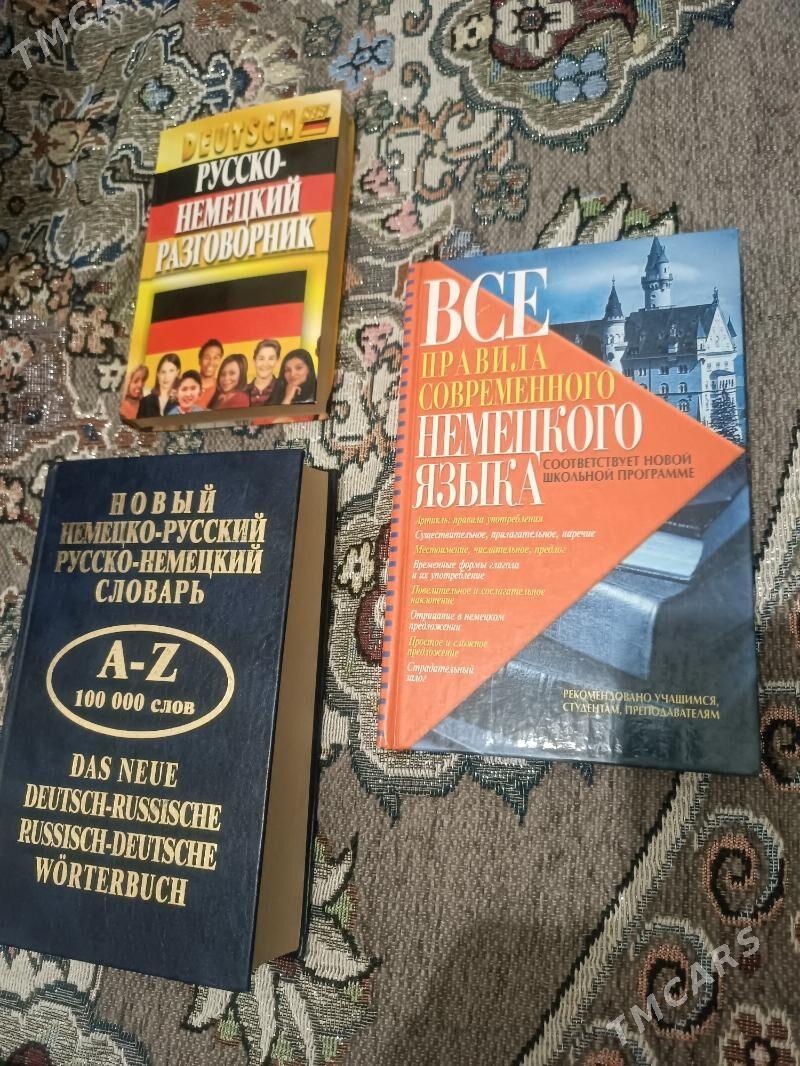 TMCARS
DEUTSCH
РУССКО-
НЕМЕЦКИЙ
РАЗГОВОРНИК
ВСЕ
ПРАВИЛА
СОВРЕМЕННОГО
НЕМЕЦКОГО
ЯЗЫКА
СООТВЕТСТВУЕТ НОВОЙ
ШКОЛЬНОЙ ПРОГРАММЕ
Артикль: правила употребления
Существительное, прилагательное, наречие
Местоимение, числительное, предлог
Временные формы глагола
и их употребление
Повелительное и сослагательное
наклонение
Отрицание в немецком
предложении
Простое и сложное
предложение
Страдательный
залог
РЕКОМЕНДОВАНО УЧАЩИМСЯ,
СТУДЕНТАМ, ПРЕПОДАВАТЕЛЯМ
НОВЫЙ
НЕМЕЦКО-РУССКИЙ
РУССКО-НЕМЕЦКИЙ
СЛОВАРЬ
A-Z
100 000 слов
DAS NEUE
DEUTSCH-RUSSISCHE
RUSSISCH-DEUTSCHE
WÖRTERBUCH
TMCARS